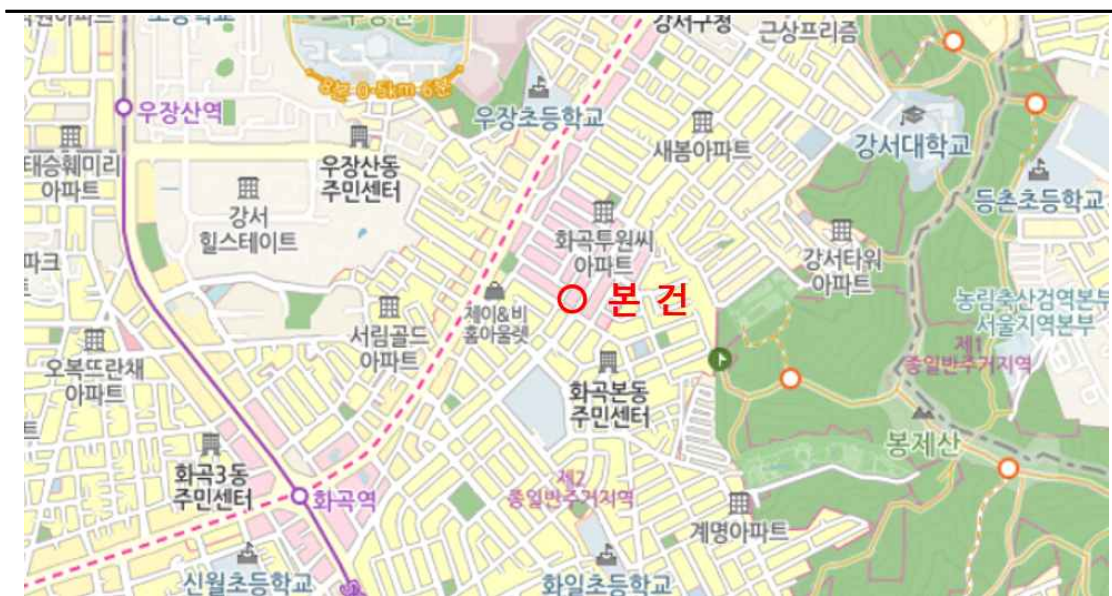 강서구청
근상프리즘
8분 0.5km 6분
우장산역
우장초등학교
태승훼미리
아파트
우장산동
주민센터
새봄아파트
강서대학교
강서
힐스테이트
등촌초등학교
화곡투원씨
아파트
강서타워
아파트
파크
본 건
제이&비
홈아울렛
서림골드
아파트
농림축산검역본부
서울지역본부
제1
종일반주거지역
오복뜨란채
아파트
화곡본동
주민센터
봉제산
화곡3동
주민센터
화곡역
제2
종일반주거지역
계명아파트
신월초등학교
화일초등학교